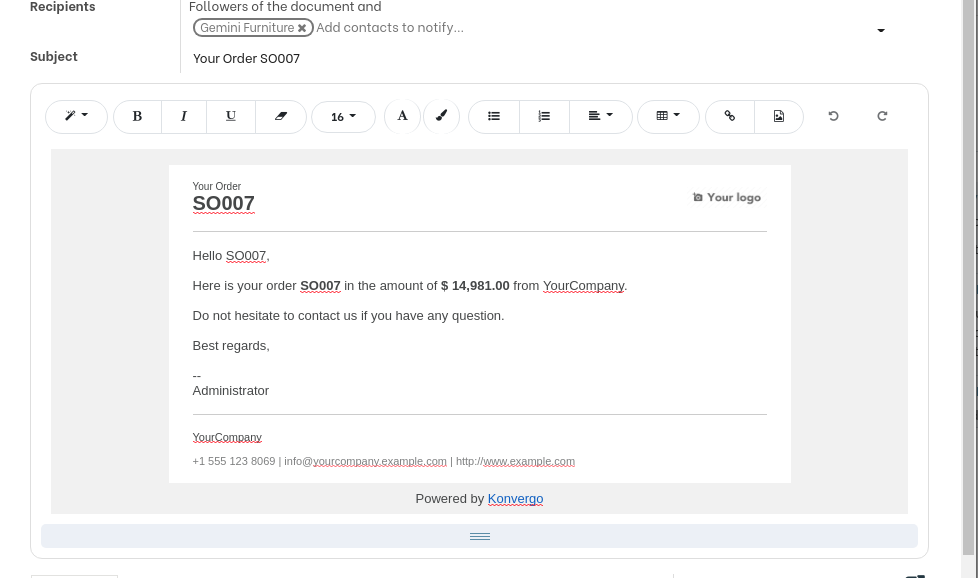 Recipients
Followers of the document and
Gemini Furniture ✖ Add contacts to notify...
Subject
Your Order SO007
B I U 16 A
Your Order
SO007
Your logo
Hello SO007,
Here is your order SO007 in the amount of $ 14,981.00 from YourCompany.
Do not hesitate to contact us if you have any question.
Best regards,
--
Administrator
YourCompany
+1 555 123 8069 | info@yourcompany.example.com | http://www.example.com
Powered by Konvergo